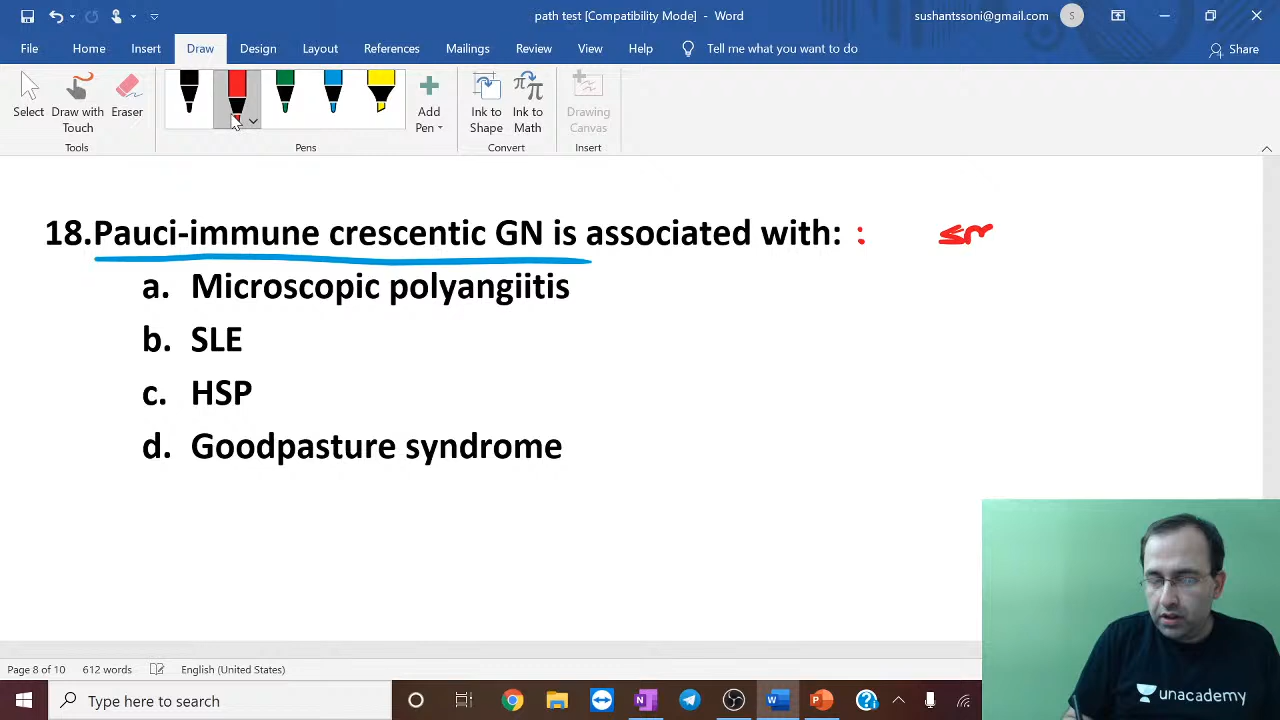 path test [Compatibility Mode] - Word
sushantssoni@gmail.com S
File Home Insert Draw Design Layout References Mailings Review View Help Tell me what you want to do Share
Select Draw with Touch Eraser Add Pen Ink to Shape Ink to Math Drawing Canvas
Tools Pens Convert Insert
18.Pauci-immune crescentic GN is associated with: :
a. Microscopic polyangiitis
b. SLE
c. HSP
d. Goodpasture syndrome
unacademy
Page 8 of 10 612 words English (United States)
Type here to search